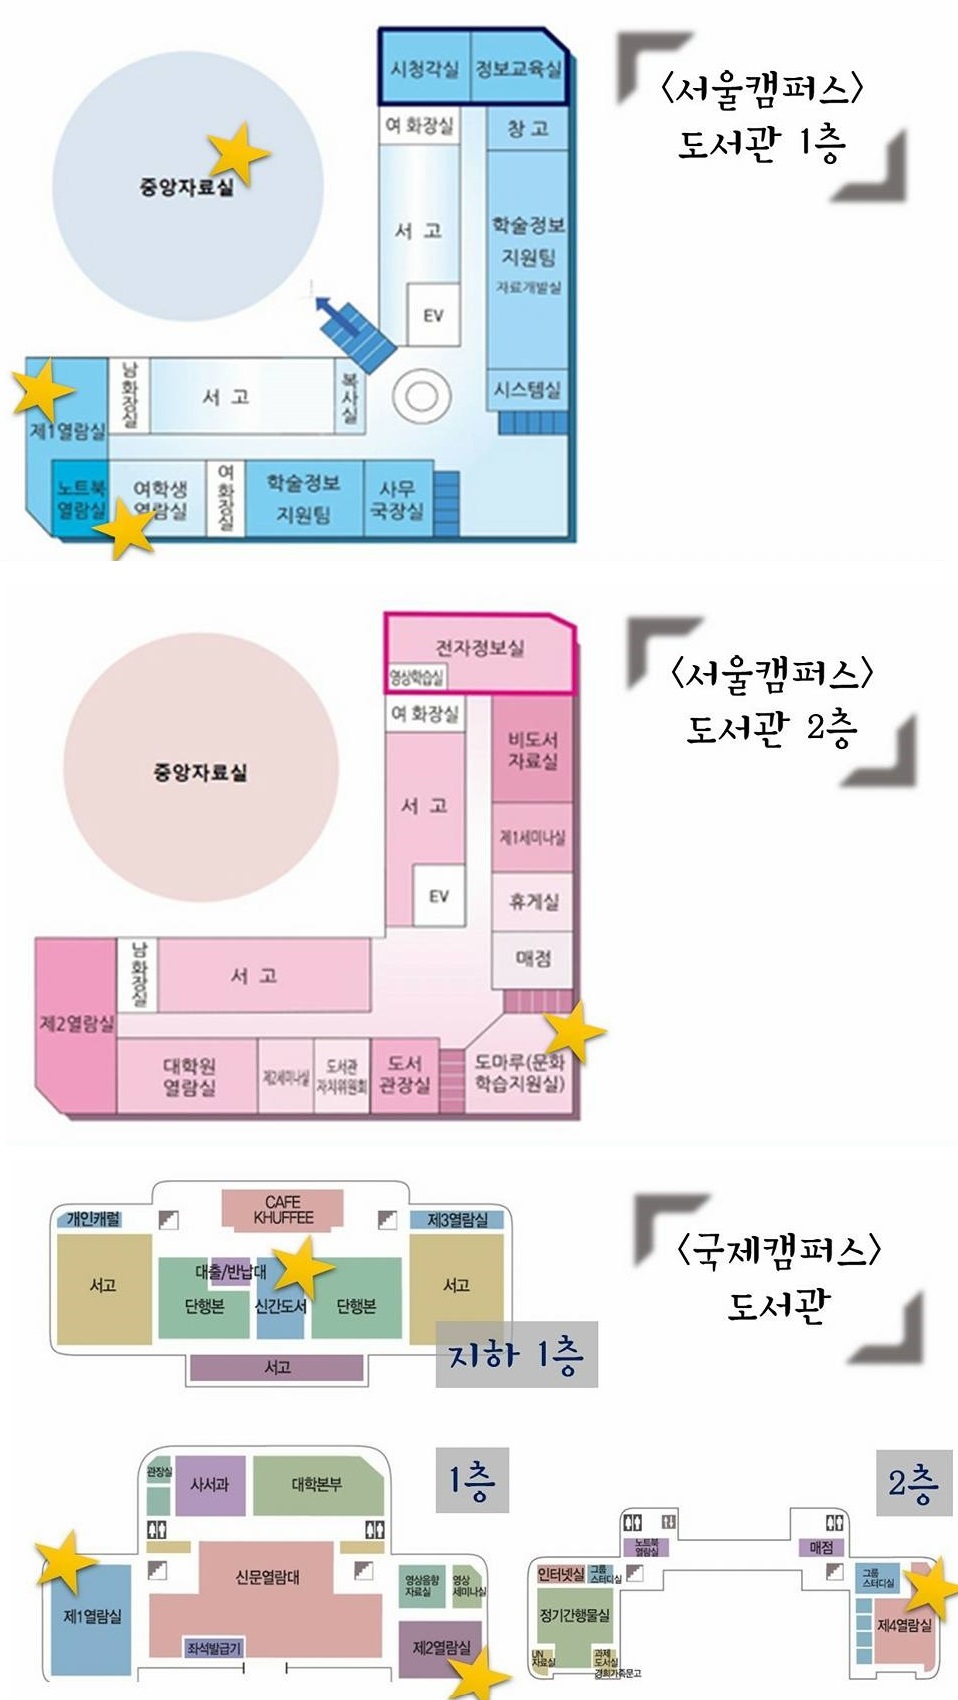 <서울캠퍼스>
도서관 1층
시청각실
정보교육실
여 화장실
창 고
중앙자료실
서 고
학술정보
지원팀
자료개발실
EV
시스템실
남화장실
서 고
복사실
제1열람실
노트북
열람실
여학생
열람실
여화장실
학술정보
지원팀
사무
국장실
<서울캠퍼스>
도서관 2층
전자정보실
영상학습실
여 화장실
비도서
자료실
중앙자료실
서 고
제1세미나실
EV
휴게실
매점
남화장실
서 고
제2열람실
대학원
열람실
제2세미나실
도서관
자치위원회
도서
관장실
도마루(문화
학습지원실)
<국제캠퍼스>
도서관
개인캐럴
CAFE
KHUFFEE
제3열람실
서고
대출/반납대
단행본
신간도서
단행본
서고
서고
지하 1층
1층
관장실
사서과
대학본부
신문열람대
제1열람실
영상음향
자료실
영상
세미나실
좌석발급기
제2열람실
2층
노트북
열람실
매점
인터넷실
그룹
스터디실
그룹
스터디실
정기간행물실
제4열람실
UN
자료실
과제
도서실
경희가족문고